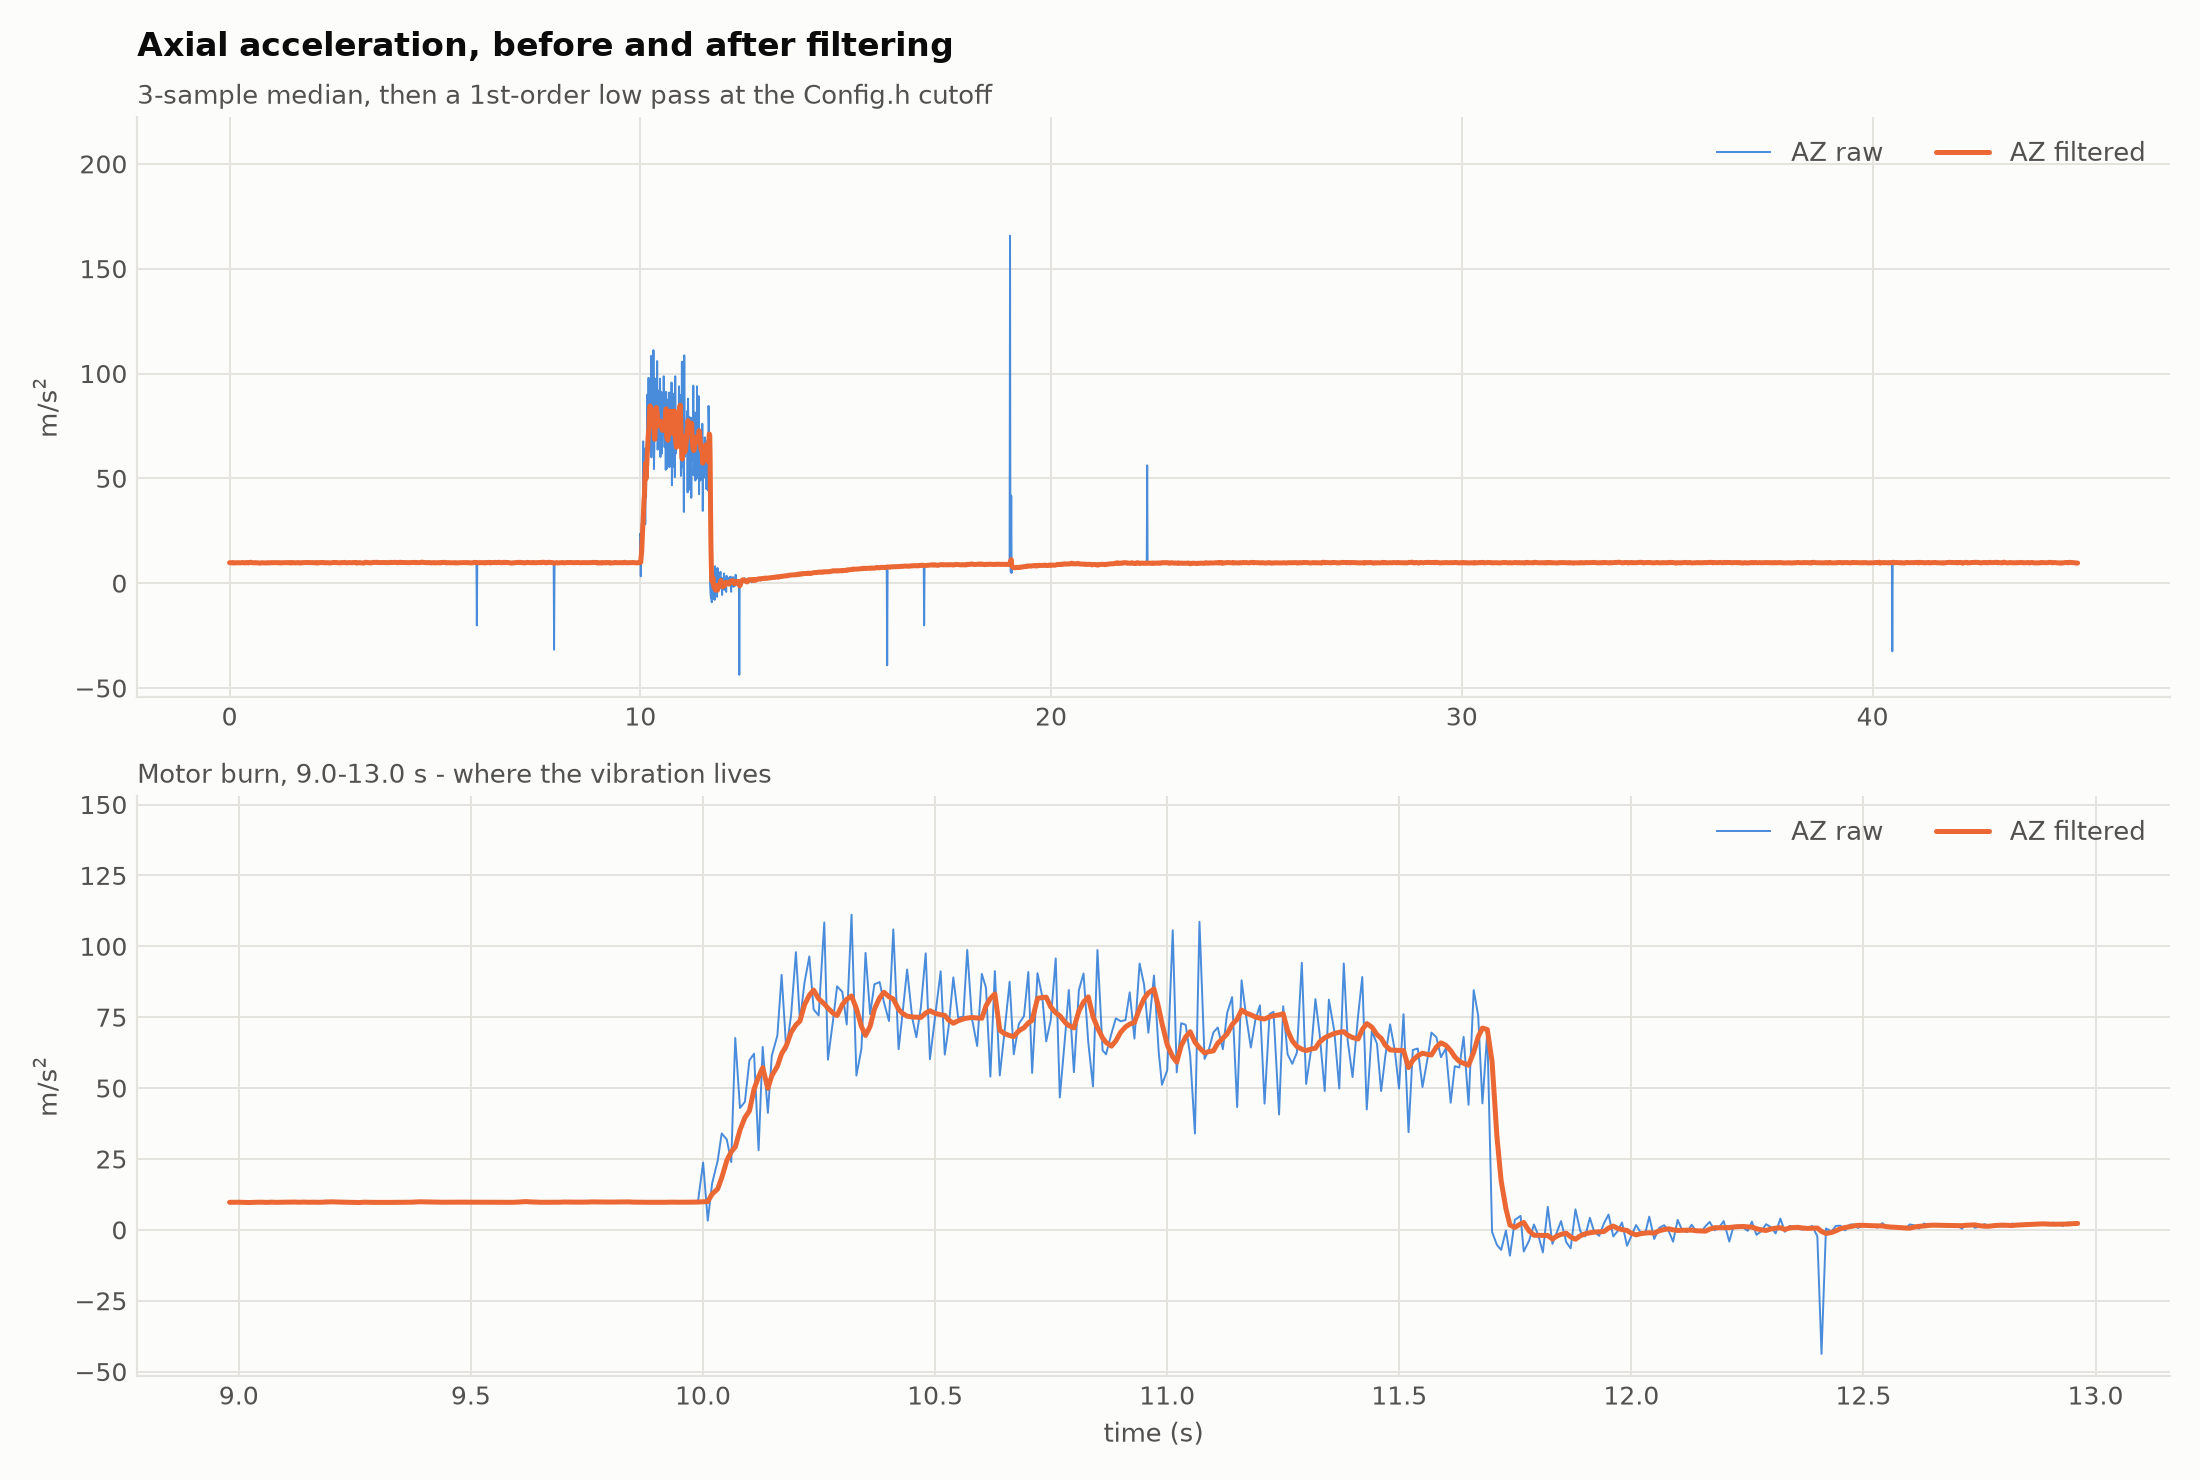 Axial acceleration, before and after filtering
3-sample median, then a 1st-order low pass at the Config.h cutoff
AZ raw AZ filtered
200
150
100
50
0
−50
m/s²
0 10 20 30 40
Motor burn, 9.0-13.0 s - where the vibration lives
AZ raw AZ filtered
150
125
100
75
50
25
0
−25
−50
m/s²
9.0 9.5 10.0 10.5 11.0 11.5 12.0 12.5 13.0
time (s)